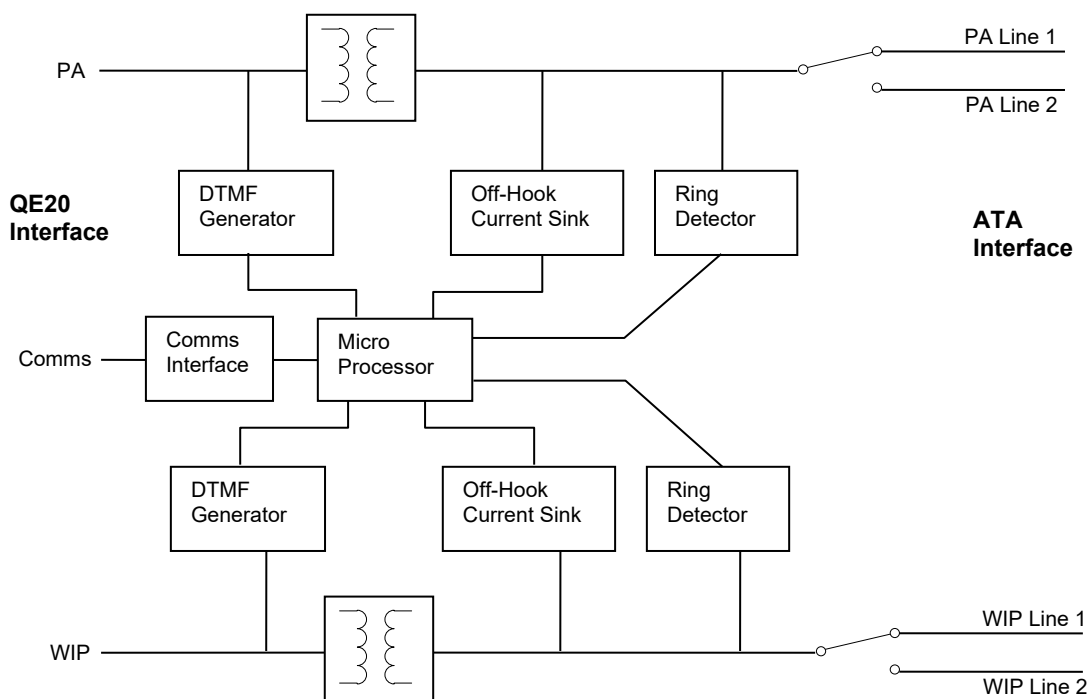 PA Line 1
PA
PA Line 2
QE20
Interface
DTMF
Generator
Off-Hook
Current Sink
Ring
Detector
ATA
Interface
Comms
Comms
Interface
Micro
Processor
DTMF
Generator
Off-Hook
Current Sink
Ring
Detector
WIP Line 1
WIP
WIP Line 2